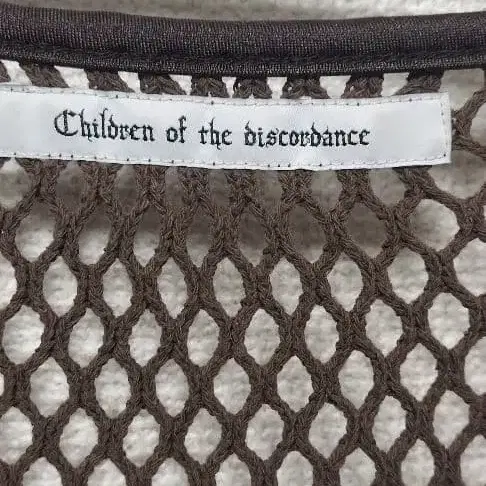 Children of the discordance